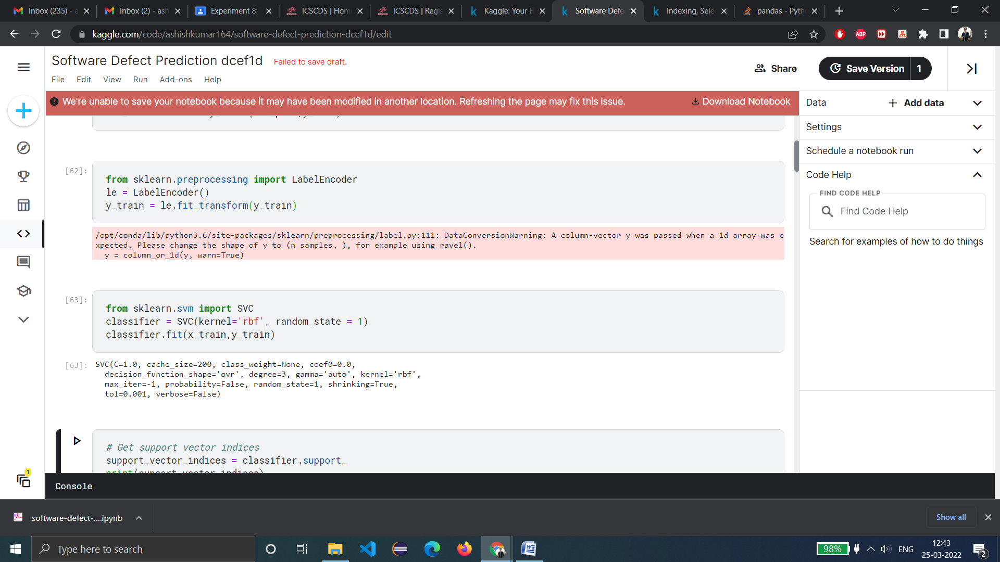 Inbox (235) - a
Inbox (2) - ash
Experiment 8:
ICSCDS | Hom
ICSCDS | Regis
Kaggle: Your H
Software Defe
Indexing, Sele
pandas - Pyth
kaggle.com/code/ashishkumar164/software-defect-prediction-dcef1d/edit
ABP
Software Defect Prediction dcef1d
Failed to save draft.
File Edit View Run Add-ons Help
Share
Save Version 1
We're unable to save your notebook because it may have been modified in another location. Refreshing the page may fix this issue.
Download Notebook
[62]:
from sklearn.preprocessing import LabelEncoder
le = LabelEncoder()
y_train = le.fit_transform(y_train)
/opt/conda/lib/python3.6/site-packages/sklearn/preprocessing/label.py:111: DataConversionWarning: A column-vector y was passed when a 1d array was e
xpected. Please change the shape of y to (n_samples, ), for example using ravel().
y = column_or_1d(y, warn=True)
[63]:
from sklearn.svm import SVC
classifier = SVC(kernel='rbf', random_state = 1)
classifier.fit(x_train,y_train)
[63]:
SVC(C=1.0, cache_size=200, class_weight=None, coef0=0.0,
decision_function_shape='ovr', degree=3, gamma='auto', kernel='rbf',
max_iter=-1, probability=False, random_state=1, shrinking=True,
tol=0.001, verbose=False)
# Get support vector indices
support_vector_indices = classifier.support_
print(support_vector_indices)
Data
+ Add data
Settings
Schedule a notebook run
Code Help
FIND CODE HELP
Find Code Help
Search for examples of how to do things
1
Console
software-defect-....ipynb
Show all
Type here to search
98%
ENG
12:43
25-03-2022
2